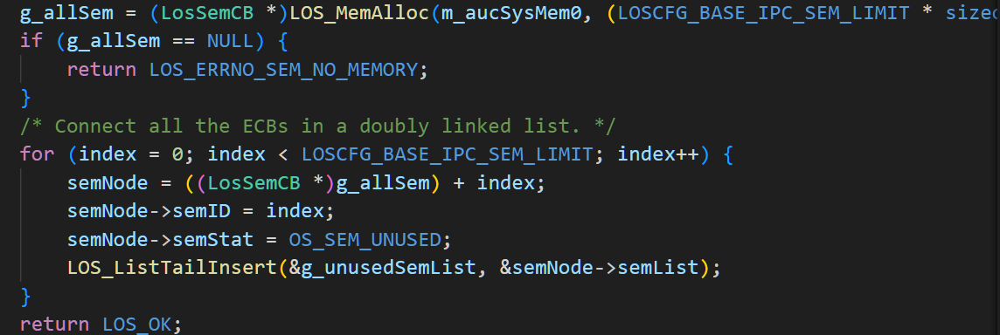 g_allSem = (LosSemCB *)LOS_MemAlloc(m_aucSysMem0, (LOSCFG_BASE_IPC_SEM_LIMIT *
if (g_allSem == NULL) {
    return LOS_ERRNO_SEM_NO_MEMORY;
}
/* Connect all the ECBs in a doubly linked list. */
for (index = 0; index < LOSCFG_BASE_IPC_SEM_LIMIT; index++) {
    semNode = ((LosSemCB *)g_allSem) + index;
    semNode->semID = index;
    semNode->semStat = OS_SEM_UNUSED;
    LOS_ListTailInsert(&g_unusedSemList, &semNode->semList);
}
return LOS_OK;